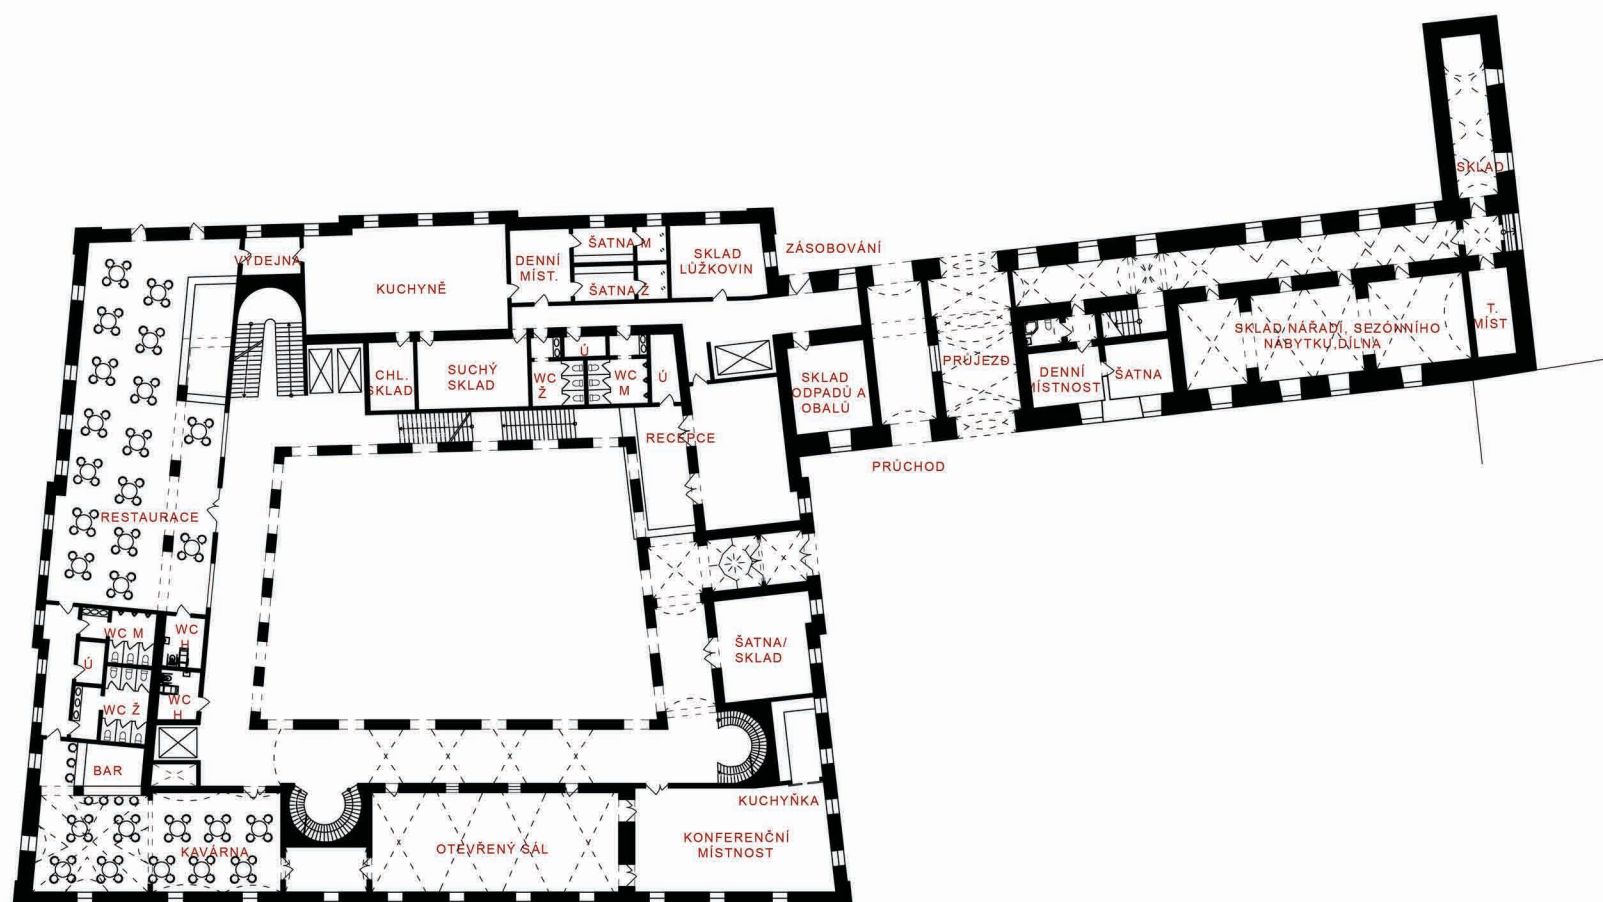 SKLAD
ŠATNA M
ZÁSOBOVÁNÍ
VÝDEJNA
DENNÍ
MÍST.
SKLAD
LŮŽKOVIN
KUCHYNĚ
ŠATNA Ž
T.
MÍST
SKLAD NÁŘADÍ, SEZÓNNÍHO
NÁBYTKU,DÍLNA
PRŮJEZD
Ú
CHL.
SKLAD
SUCHÝ
SKLAD
WC
Ž
WC
M
Ú
SKLAD
ODPADŮ A
OBALŮ
DENNÍ
MÍSTNOST
ŠATNA
RECEPCE
PRŮCHOD
RESTAURACE
WC M
WC
H
Ú
ŠATNA/
SKLAD
WC Ž
WC
H
BAR
KUCHYŇKA
KAVÁRNA
OTEVŘENÝ SÁL
KONFERENČNÍ
MÍSTNOST